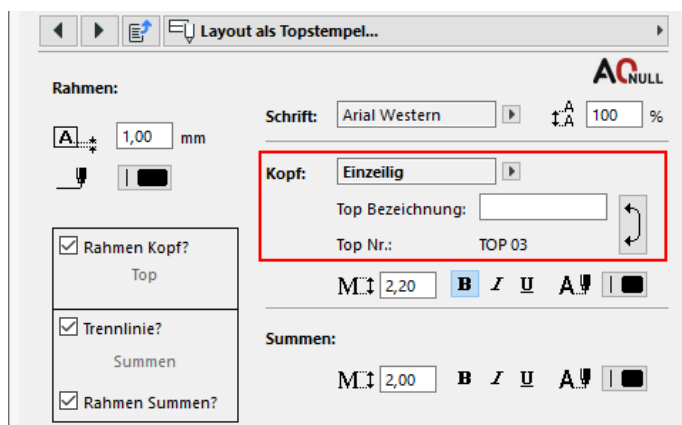 Layout als Topstempel...
AQNULL
Rahmen:
Schrift: Arial Western A A 100 %
A 1,00 mm
Kopf: Einzeilig
Top Bezeichnung:
Top Nr.: TOP 03
Rahmen Kopf?
Top
M 2,20 B I U A
Trennlinie?
Summen
Summen:
M 2,00 B I U A
Rahmen Summen?